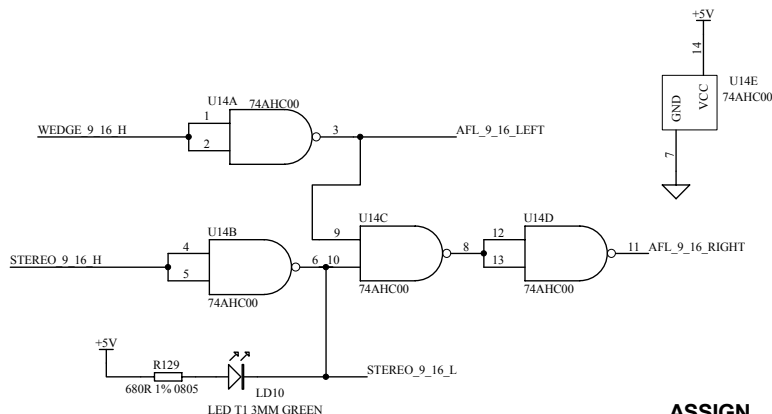 +5V
14
U14E
74AHC00
GND
VCC
7
U14A
74AHC00
WEDGE_9_16_H
1
2
3
AFL_9_16_LEFT
U14B
STEREO_9_16_H
4
5
6
10
74AHC00
U14C
9
8
74AHC00
U14D
12
13
11
AFL_9_16_RIGHT
74AHC00
+5V
R129
680R 1% 0805
LD10
LED T1 3MM GREEN
STEREO_9_16_L
ASSIGN